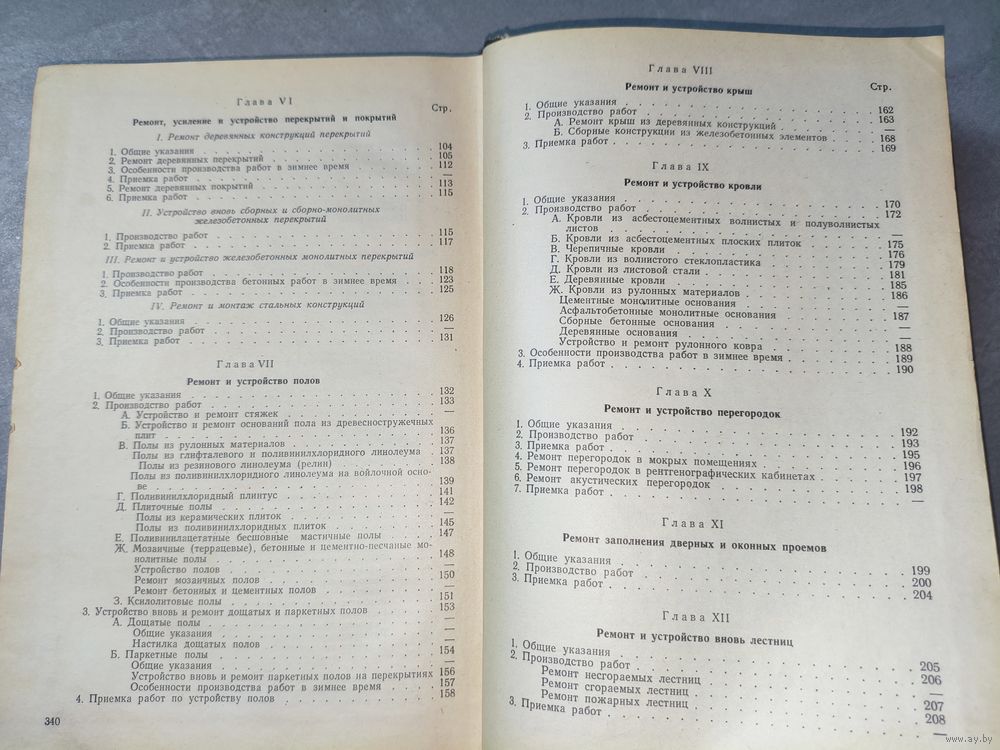 Глава VI
Стр.
Ремонт, усиление и устройство перекрытий и покрытий
I. Ремонт деревянных конструкций перекрытий
1. Общие указания . . . 104
2. Ремонт деревянных перекрытий . . . 105
3. Особенности производства работ в зимнее время . . . 112
4. Приемка работ . . . —
5. Ремонт деревянных покрытий . . . 113
6. Приемка работ . . . 115
II. Устройство вновь сборных и сборно-монолитных
железобетонных перекрытий
1. Производство работ . . . 115
2. Приемка работ . . . 117
III. Ремонт и устройство железобетонных монолитных перекрытий
1. Производство работ . . . 118
2. Особенности производства бетонных работ в зимнее время . . . 123
3. Приемка работ . . . 125
IV. Ремонт и монтаж стальных конструкций
1. Общие указания . . . 126
2. Производство работ . . . —
3. Приемка работ . . . 131
Глава VII
Ремонт и устройство полов
1. Общие указания . . . 132
2. Производство работ . . . 133
А. Устройство и ремонт стяжек . . . —
Б. Устройство и ремонт оснований пола из древесностружечных
плит . . . 136
В. Полы из рулонных материалов . . . 137
Полы из глифталевого и поливинилхлоридного линолеума 137
Полы из резинового линолеума (релин) . . . 138
Полы из поливинилхлоридного линолеума на войлочной осно-
ве . . . 139
Г. Поливинилхлоридный плинтус . . . 141
Д. Плиточные полы . . . 142
Полы из керамических плиток . . . —
Полы из поливинилхлоридных плиток . . . 145
Е. Поливинилацетатные бесшовные мастичные полы . . . 147
Ж. Мозаичные (террацевые), бетонные и цементно-песчаные мо-
нолитные полы . . . 148
Устройство полов . . . —
Ремонт мозаичных полов . . . 150
Ремонт бетонных и цементных полов . . . —
З. Ксилолитовые полы . . . 151
3. Устройство вновь и ремонт дощатых и паркетных полов . . . 153
А. Дощатые полы . . . —
Общие указания . . . —
Настилка дощатых полов . . . —
Б. Паркетные полы . . . 154
Общие указания . . . —
Устройство вновь и ремонт паркетных полов на перекрытиях 156
Особенности производства работ в зимнее время . . . 157
4. Приемка работ по устройству полов . . . 158
340
Глава VIII
Ремонт и устройство крыш
Стр.
1. Общие указания . . . 162
2. Производство работ . . . 163
А. Ремонт крыш из деревянных конструкций . . . —
Б. Сборные конструкции из железобетонных элементов . . . 168
3. Приемка работ . . . 169
Глава IX
Ремонт и устройство кровли
1. Общие указания . . . 170
2. Производство работ . . . 172
А. Кровли из асбестоцементных волнистых и полуволнистых
листов . . . —
Б. Кровли из асбестоцементных плоских плиток . . . 175
В. Черепичные кровли . . . 176
Г. Кровли из волнистого стеклопластика . . . 179
Д. Кровли из листовой стали . . . 181
Е. Деревянные кровли . . . 185
Ж. Кровли из рулонных материалов . . . 186
Цементные монолитные основания . . . —
Асфальтобетонные монолитные основания . . . 187
Сборные бетонные основания . . . —
Деревянные основания . . . —
Устройство и ремонт рулонного ковра . . . 188
3. Особенности производства работ в зимнее время . . . 189
4. Приемка работ . . . 190
Глава X
Ремонт и устройство перегородок
1. Общие указания . . . 192
2. Производство работ . . . 193
3. Приемка работ . . . 195
4. Ремонт перегородок в мокрых помещениях . . . 196
5. Ремонт перегородок в рентгенографических кабинетах . . . 197
6. Ремонт акустических перегородок . . . 198
7. Приемка работ . . . —
Глава XI
Ремонт заполнения дверных и оконных проемов
1. Общие указания . . . 199
2. Производство работ . . . 200
3. Приемка работ . . . 204
Глава XII
Ремонт и устройство вновь лестниц
1. Общие указания . . . 205
2. Производство работ . . . 206
Ремонт несгораемых лестниц . . . —
Ремонт сгораемых лестниц . . . 207
Ремонт пожарных лестниц . . . 208
3. Приемка работ . . . —
www.ay.by